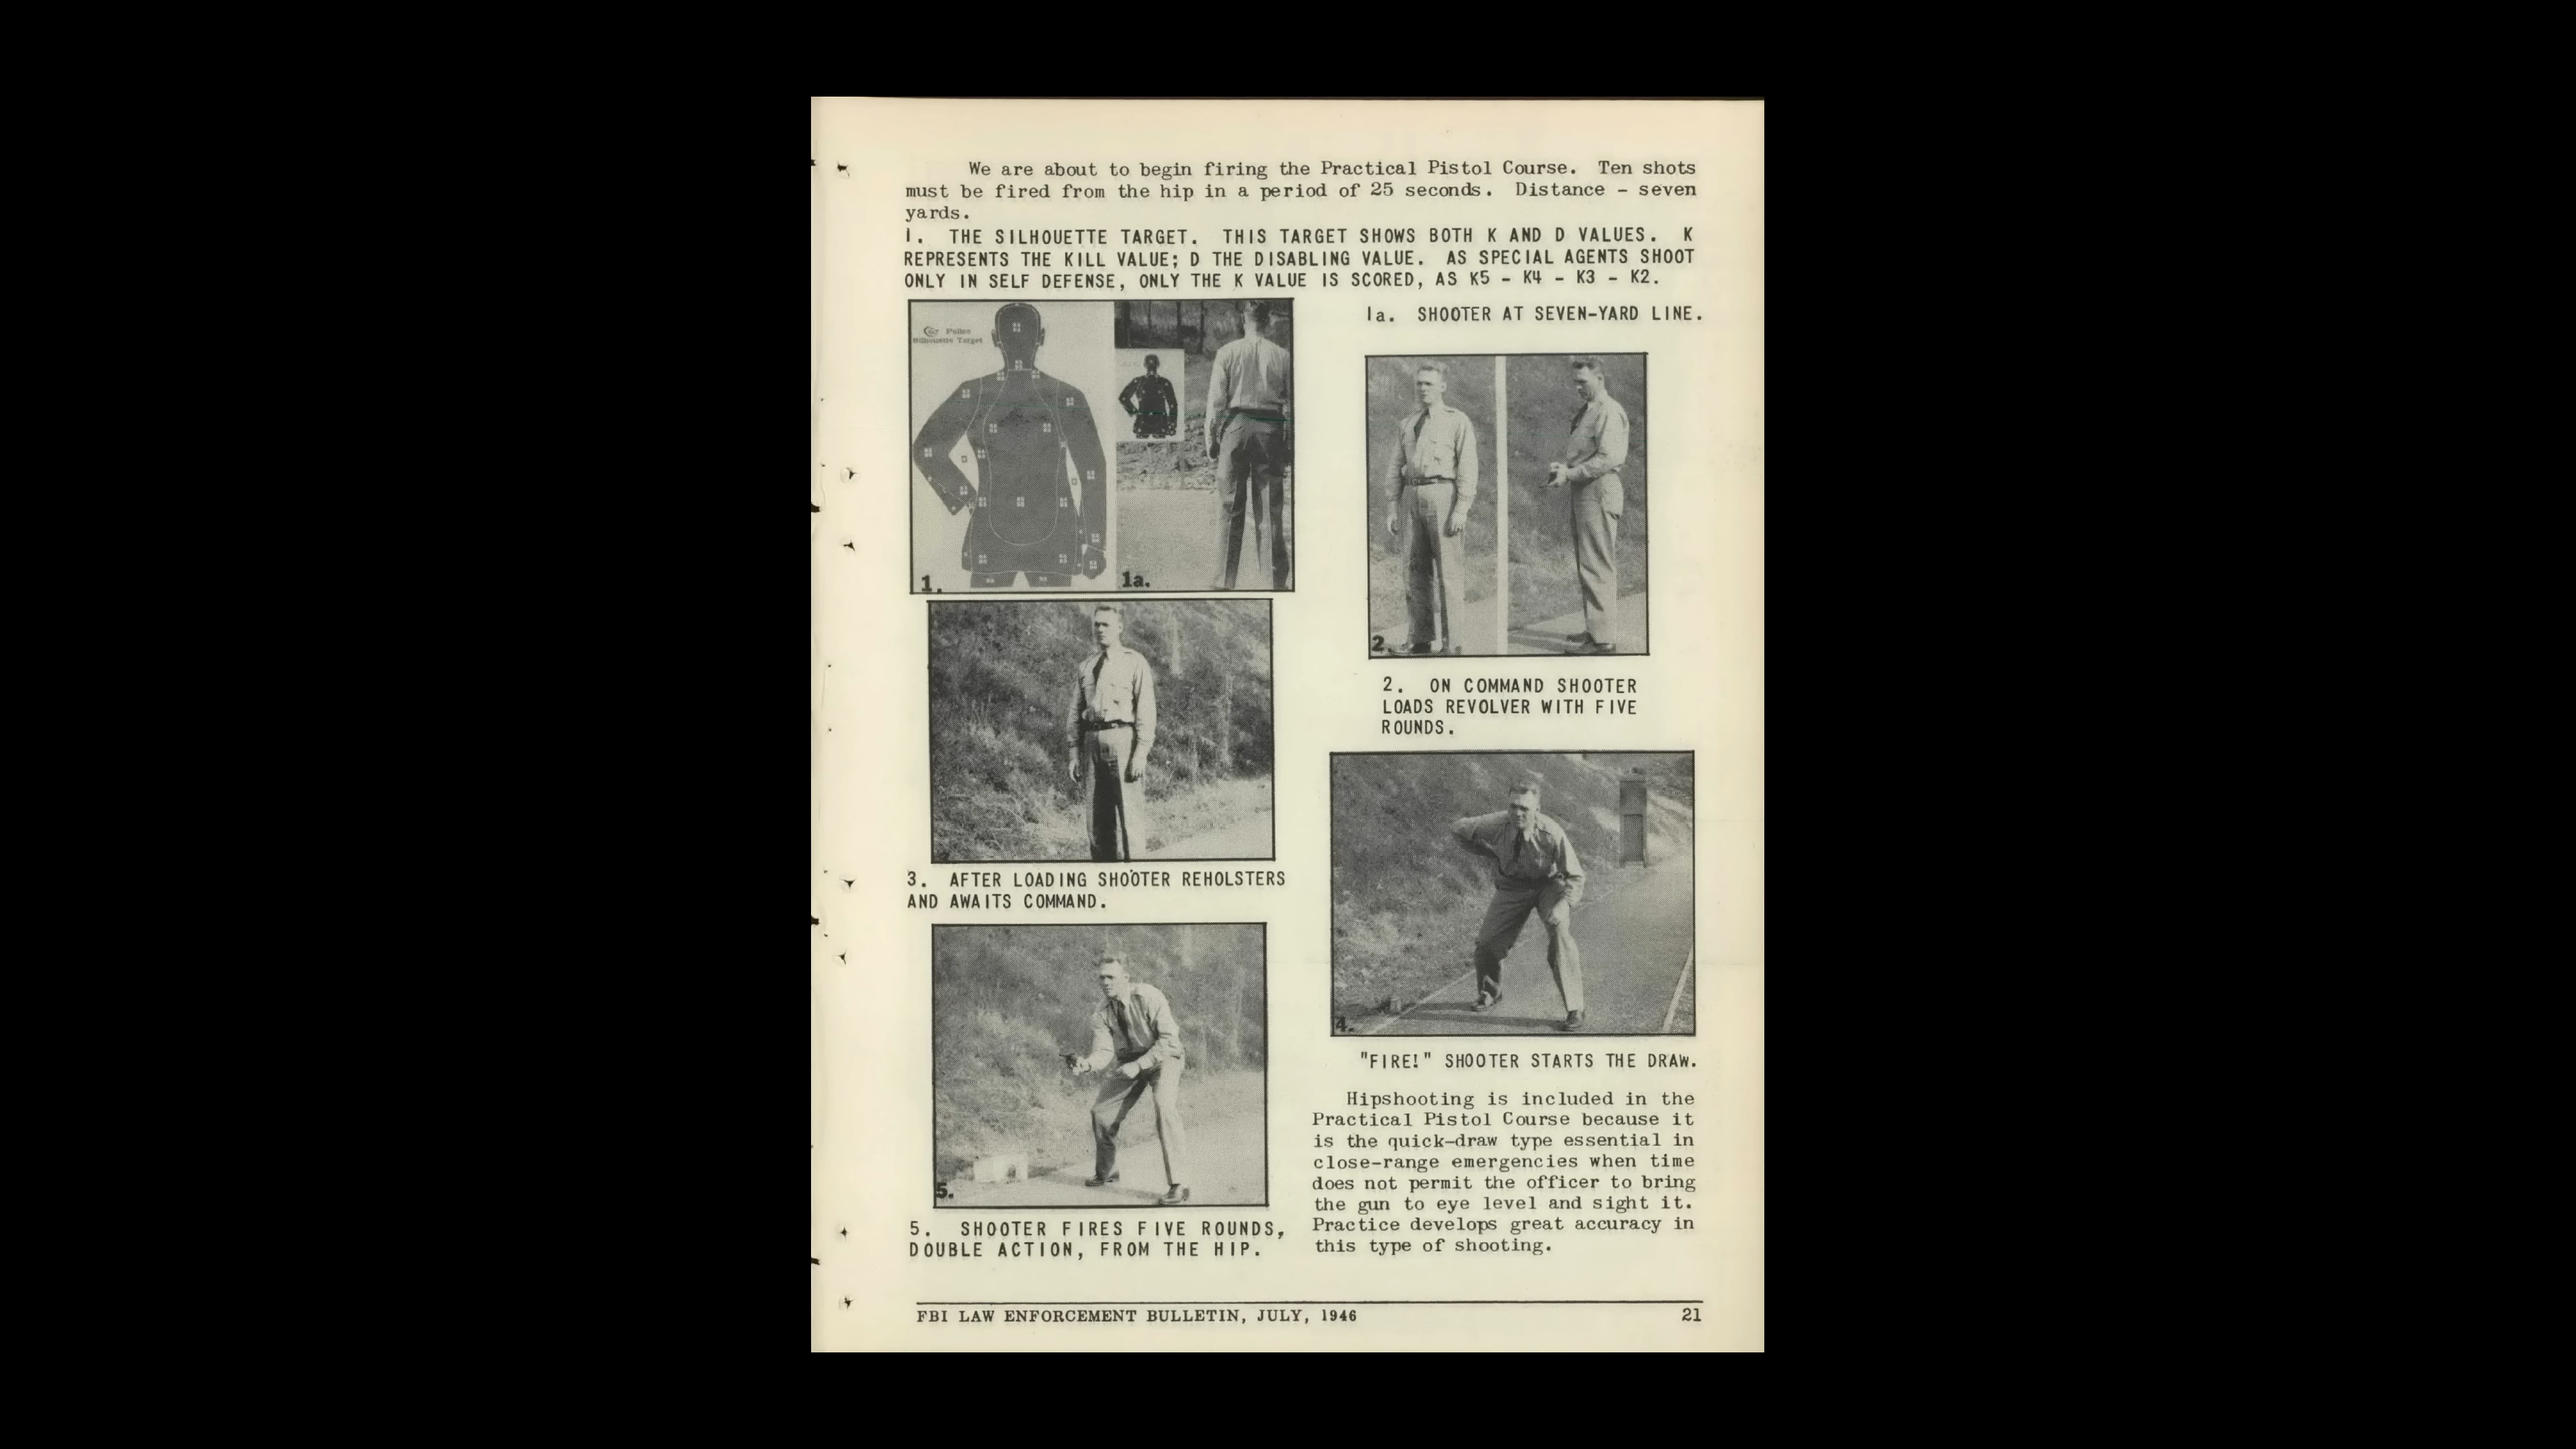 We are about to begin firing the Practical Pistol Course. Ten shots
must be fired from the hip in a period of 25 seconds. Distance - seven
yards.
1. THE SILHOUETTE TARGET. THIS TARGET SHOWS BOTH K AND D VALUES. K
REPRESENTS THE KILL VALUE; D THE DISABLING VALUE. AS SPECIAL AGENTS SHOOT
ONLY IN SELF DEFENSE, ONLY THE K VALUE IS SCORED, AS K5 - K4 - K3 - K2.
Police
Silhouette Target
1.
1a.
1a. SHOOTER AT SEVEN-YARD LINE.
2.
2. ON COMMAND SHOOTER
LOADS REVOLVER WITH FIVE
ROUNDS.
3. AFTER LOADING SHOOTER REHOLSTERS
AND AWAITS COMMAND.
4.
"FIRE!" SHOOTER STARTS THE DRAW.
5.
5. SHOOTER FIRES FIVE ROUNDS,
DOUBLE ACTION, FROM THE HIP.
Hipshooting is included in the
Practical Pistol Course because it
is the quick-draw type essential in
close-range emergencies when time
does not permit the officer to bring
the gun to eye level and sight it.
Practice develops great accuracy in
this type of shooting.
FBI LAW ENFORCEMENT BULLETIN, JULY, 1946
21